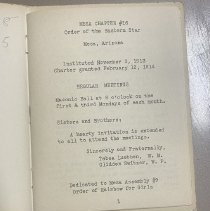 MESA CHAPTER #16
Order of the Eastern Star
Mesa, Arizona
Instituted November 2, 1913
Charter granted February 12, 1914
REGULAR MEETINGS
Masonic Hall at 8 o'clock on the
first & third Mondays of each month.
Sisters and Brothers:
A hearty invitation is extended
to all to attend the meetings.
Sincerely and Fraternally,
W. M.
W. P.
Dedicated to Mesa Assembly #9
Order of Rainbow for Girls
1